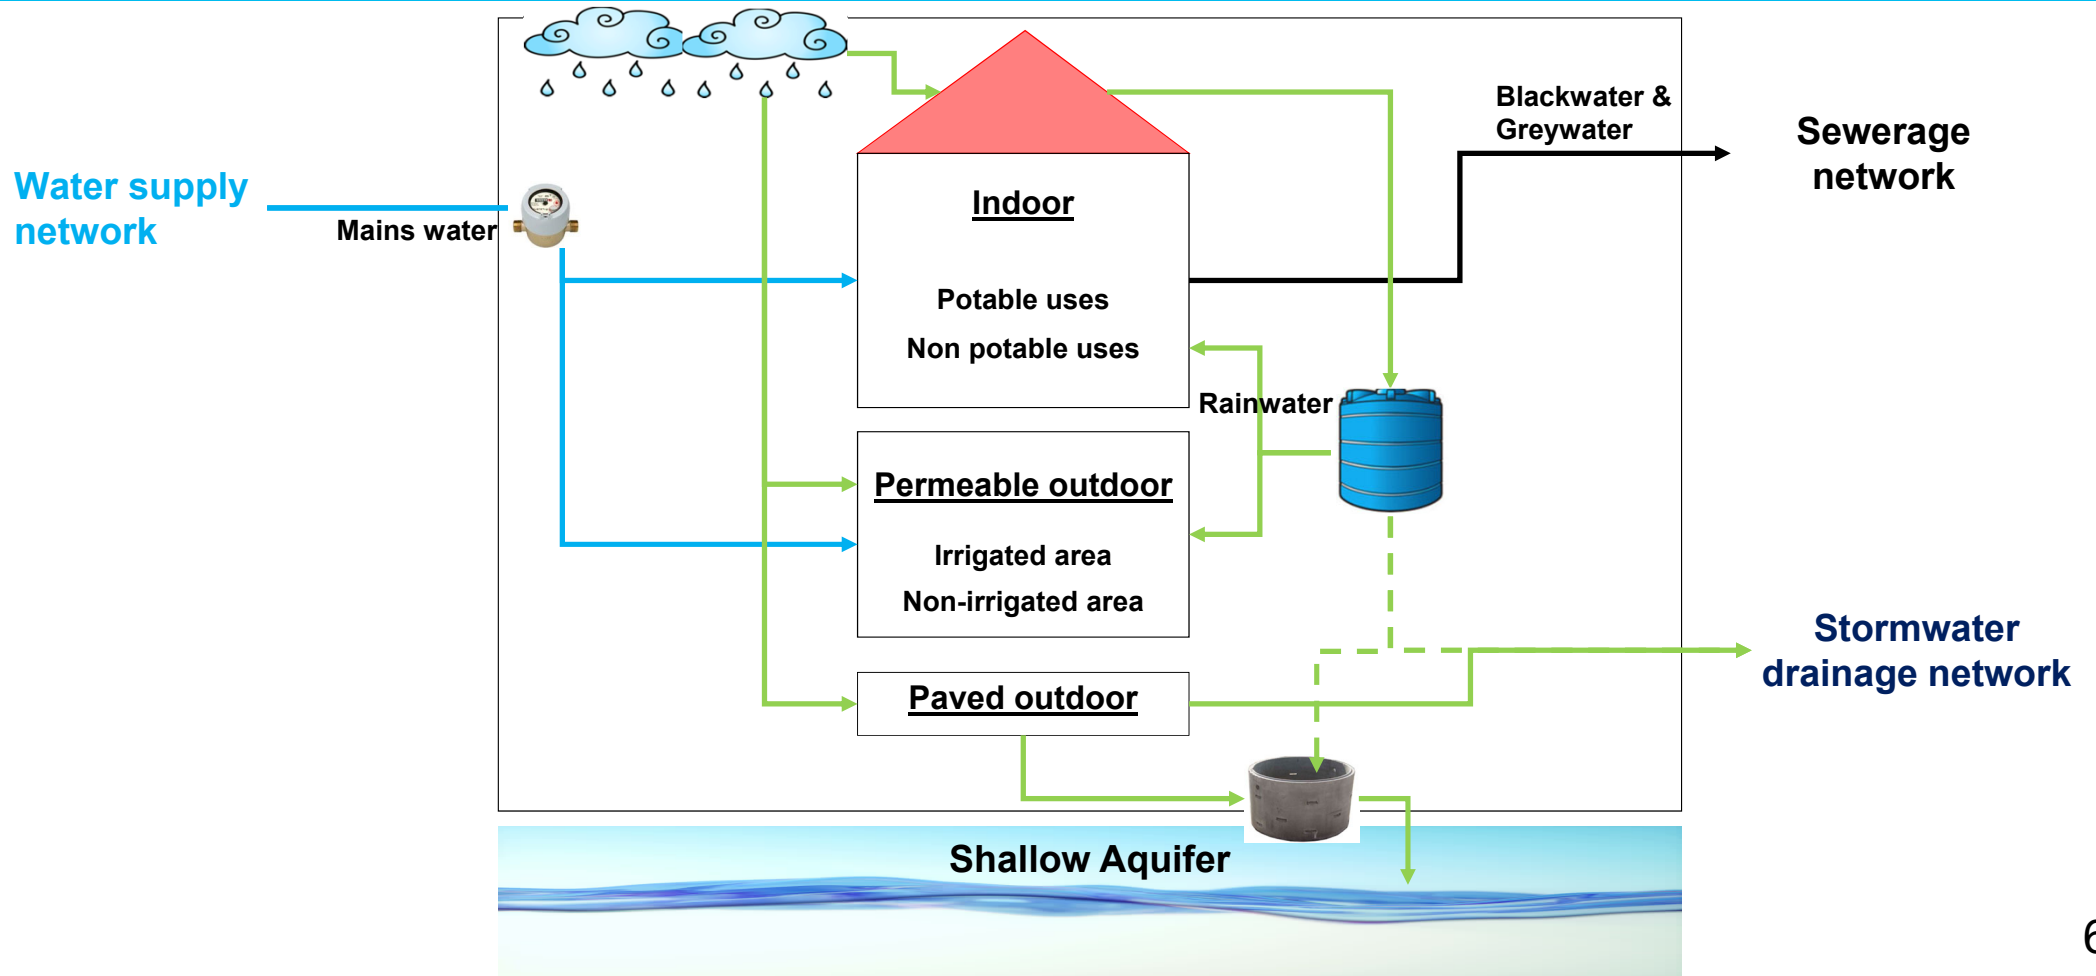 Blackwater &
Greywater
Sewerage
network
Water supply
network
Mains water
Indoor
Potable uses
Non potable uses
Rainwater
Permeable outdoor
Irrigated area
Non-irrigated area
Stormwater
drainage network
Paved outdoor
Shallow Aquifer
6